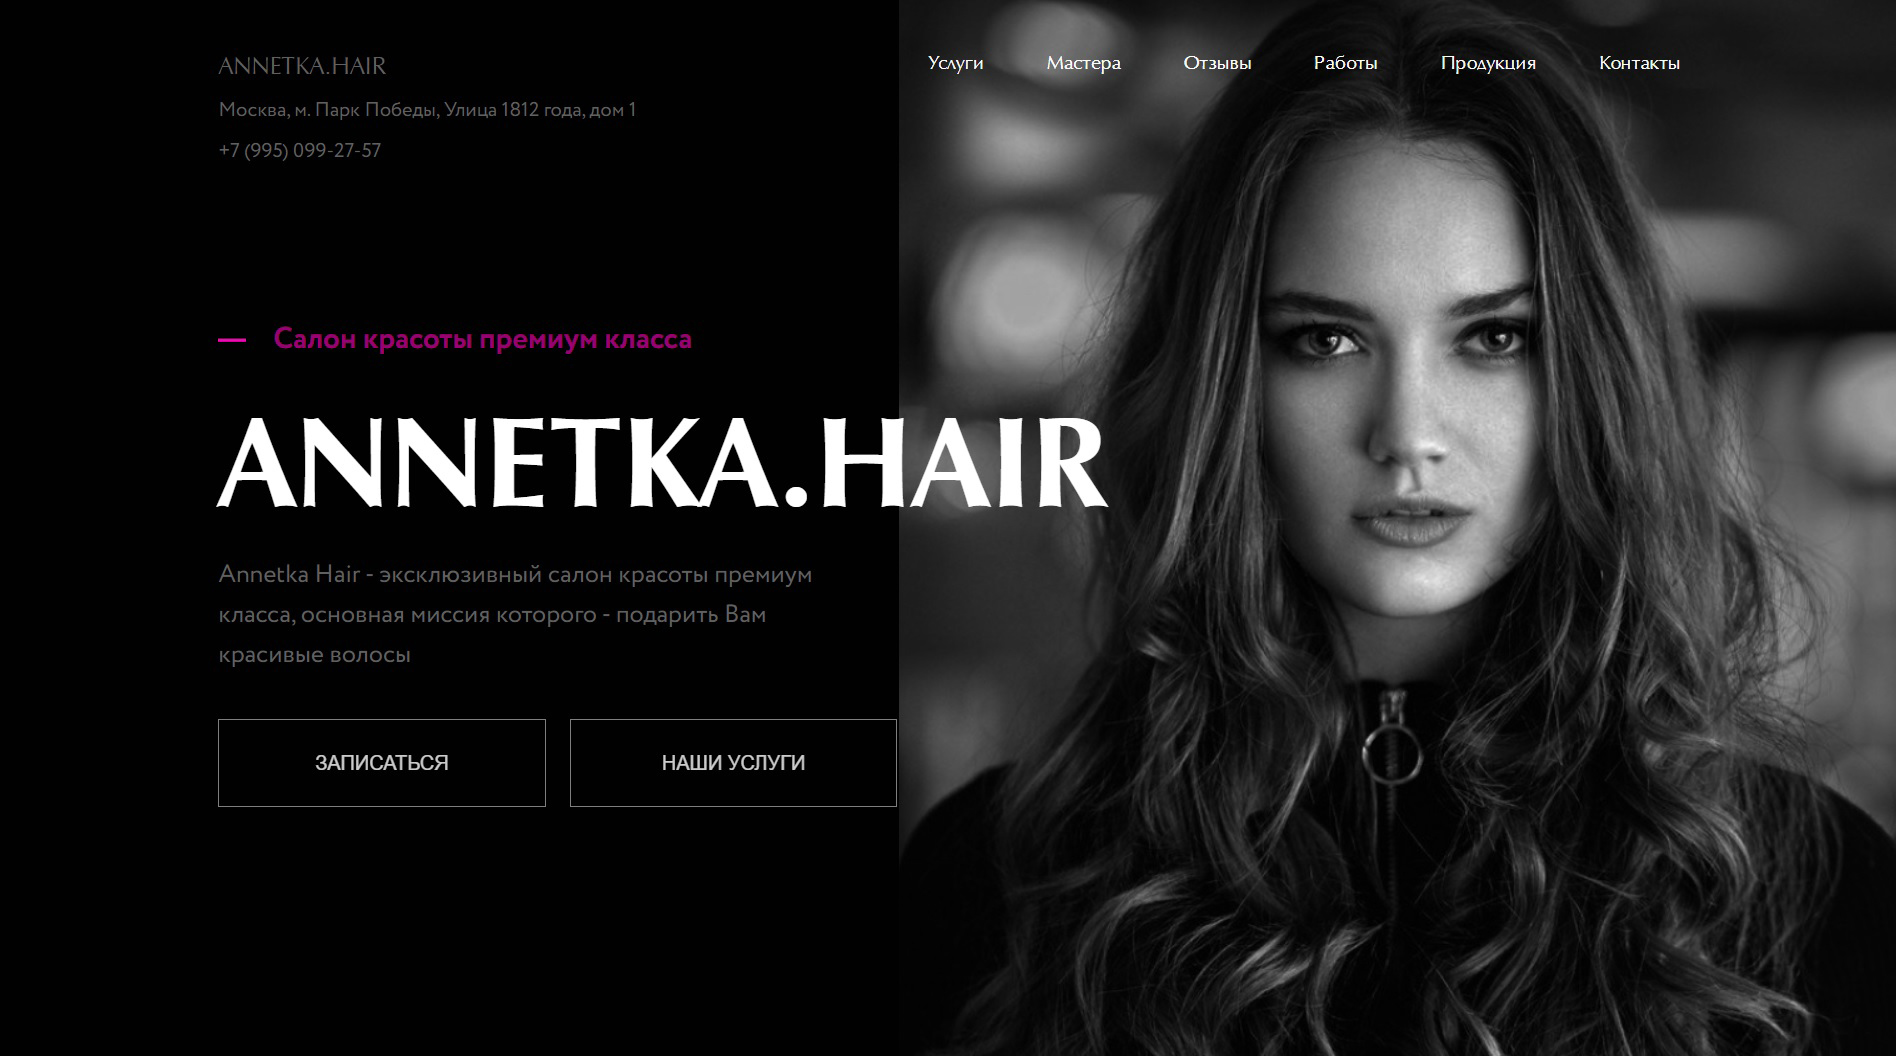 ANNETKA.HAIR
Москва, м. Парк Победы, Улица 1812 года, дом 1
+7 (995) 099-27-57
Услуги Мастера Отзывы Работы Продукция Контакты
— Салон красоты премиум класса
ANNETKA.HAIR
Annetka Hair - эксклюзивный салон красоты премиум
класса, основная миссия которого - подарить Вам
красивые волосы
ЗАПИСАТЬСЯ
НАШИ УСЛУГИ